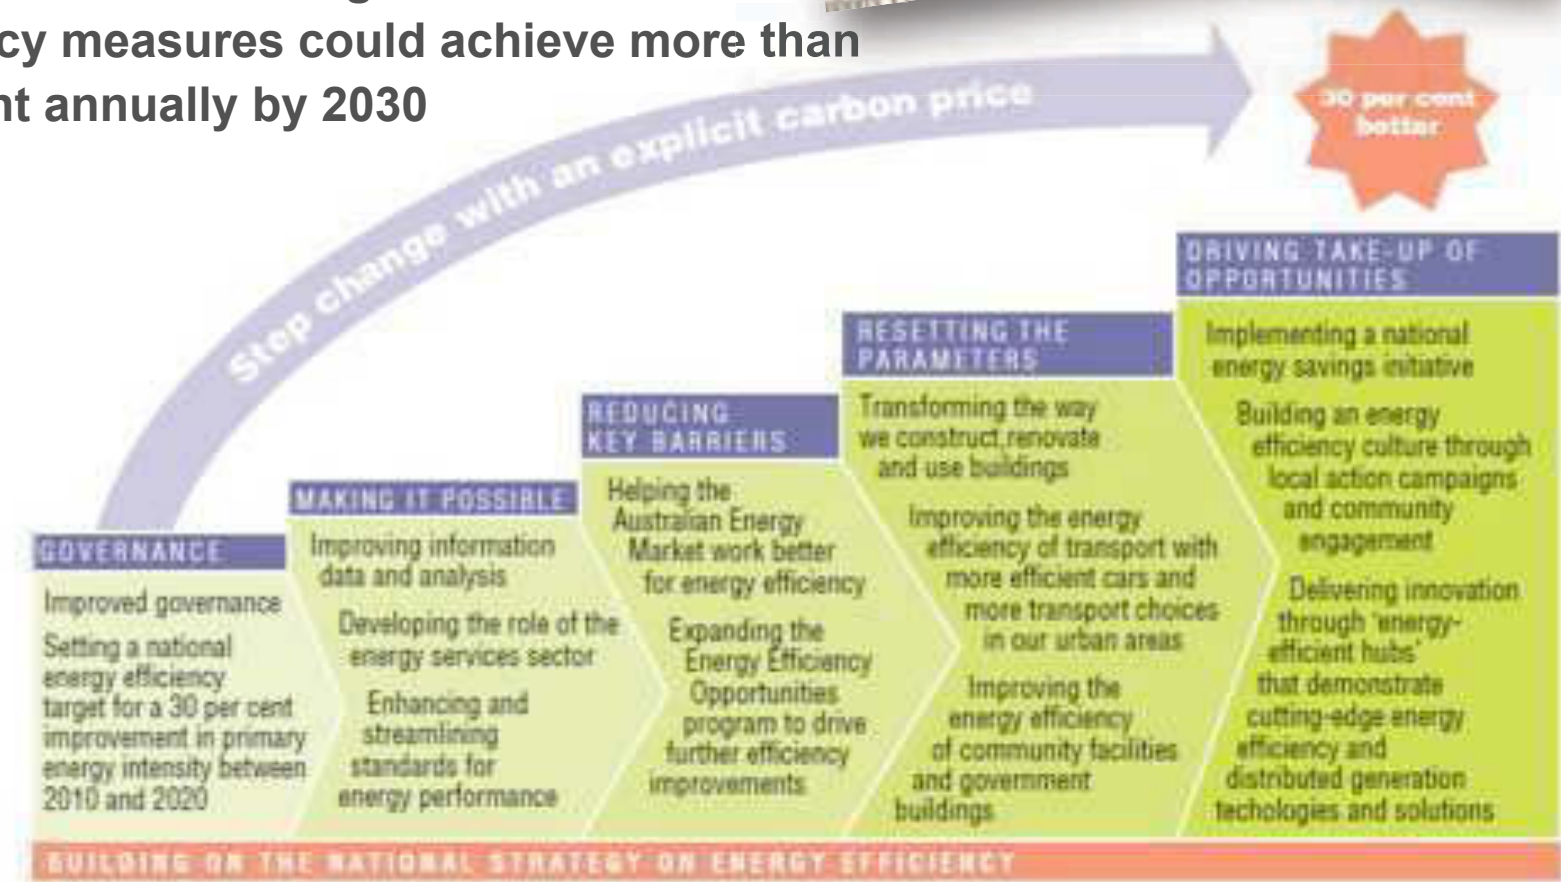 cy measures could achieve more than
nt annually by 2030
Step change with an explicit carbon price
30 per cent
better
GOVERNANCE
Improved governance
Setting a national
energy efficiency
target for a 30 per cent
improvement in primary
energy intensity between
2010 and 2020
MAKING IT POSSIBLE
Improving information
data and analysis
Developing the role of the
energy services sector
Enhancing and
streamlining
standards for
energy performance
REDUCING
KEY BARRIERS
Helping the
Australian Energy
Market work better
for energy efficiency
Expanding the
Energy Efficiency
Opportunities
program to drive
further efficiency
improvements
RESETTING THE
PARAMETERS
Transforming the way
we construct,renovate
and use buildings
Improving the energy
efficiency of transport with
more efficient cars and
more transport choices
in our urban areas
Improving the
energy efficiency
of community facilities
and government
buildings
DRIVING TAKE-UP OF
OPPORTUNITIES
Implementing a national
energy savings initiative
Building an energy
efficiency culture through
local action campaigns
and community
engagement
Delivering innovation
through 'energy-
efficient hubs'
that demonstrate
cutting-edge energy
efficiency and
distributed generation
techologies and solutions
BUILDING ON THE NATIONAL STRATEGY ON ENERGY EFFICIENCY